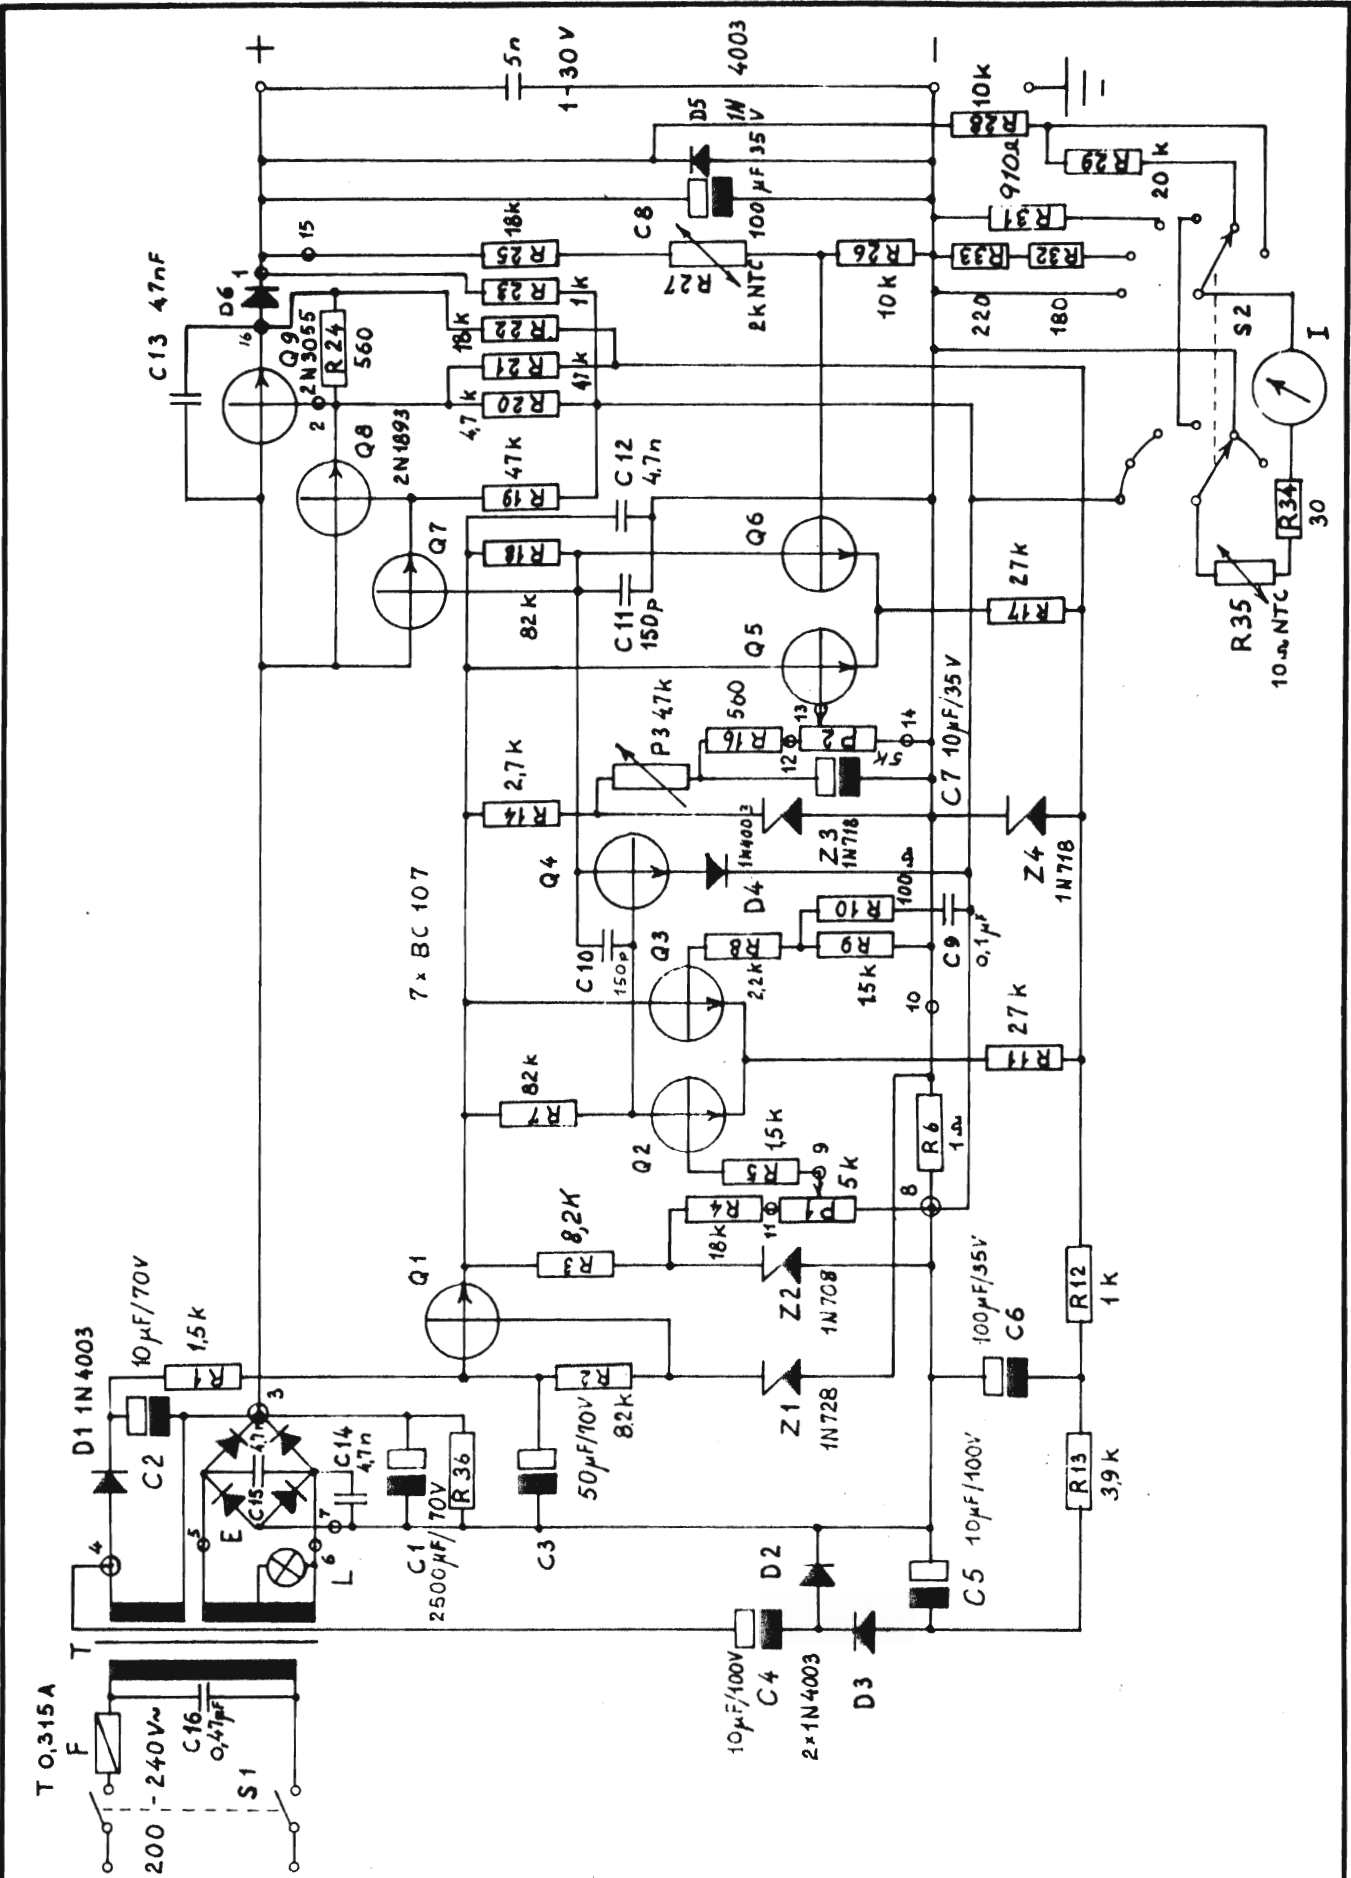 T 0,315 A
F
200 - 240V~
S1
C16
0,47µF
T
D1 1N4003
4
C2
10µF/70V
R1
1,5k
3
5
E
C15
4,7n
6
L
7
C14
4,7n
C1
2500µF/70V
R36
C3
50µF/70V
R2
8.2k
Q1
7 × BC 107
R3
8,2K
Z1
1N728
Z2
1N708
R4
18k
11
P1
5k
9
R5
1,5k
Q2
R7
82k
Q3
R8
2,2k
R9
15k
R10
100Ω
C9
0,1µF
C10
150p
Q4
D4
1N4003
R14
2,7k
P3 4,7k
R16
560
12
13
P2
5K
14
Z3
1N718
C7 10µF/35V
Z4
1N718
8
R6
1Ω
10
R11
27k
C6
100µF/35V
R12
1k
R13
3,9k
C4
10µF/100V
D2
D3
2×1N4003
C5
10µF/100V
Q5
Q6
R17
27k
R18
82k
C11
150p
C12
4.7n
R19
47k
Q7
Q8
2N1893
2
Q9
2N3055
R24
560
16
D6
1
C13 4,7nF
15
R20
4,7k
R21
47k
R22
18k
R23
1k
R25
18k
R27
2k NTC
R26
10k
C8
100µF 35V
D5
1N 4003
5n
1-30V
+
−
R28
10k
R29
20k
R31
910Ω
R33
220
R32
180
S2
I
R34
30
R35
10Ω NTC